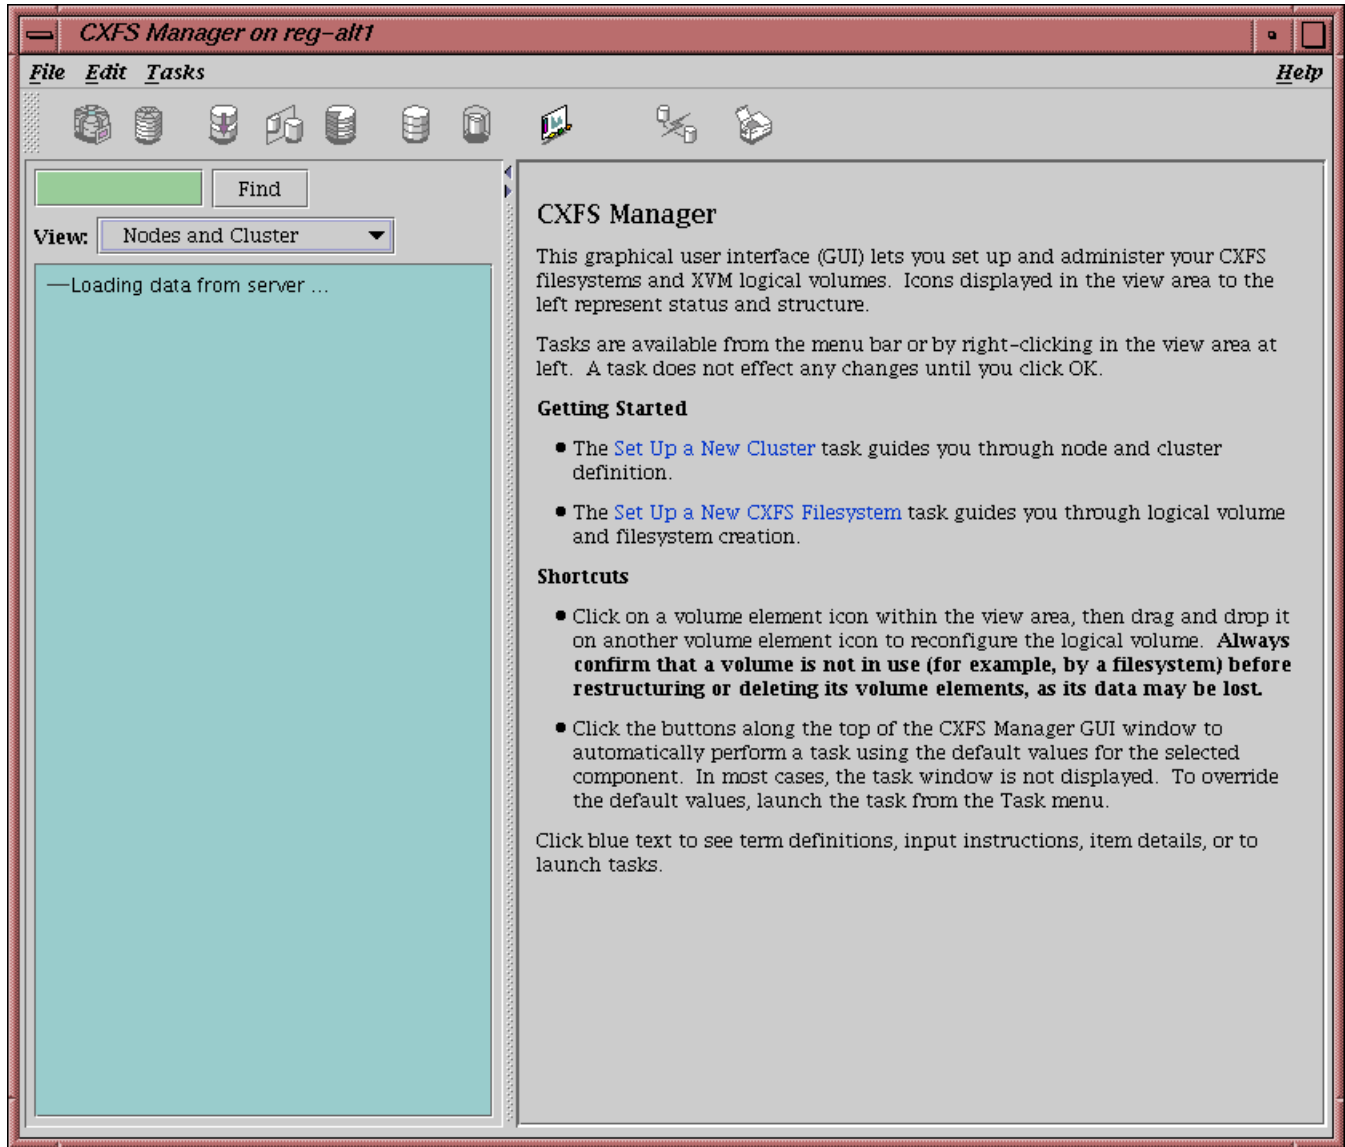 CXFS Manager on reg-alt1
File Edit Tasks Help
Find
View: Nodes and Cluster
Loading data from server ...
CXFS Manager
This graphical user interface (GUI) lets you set up and administer your CXFS
filesystems and XVM logical volumes. Icons displayed in the view area to the
left represent status and structure.
Tasks are available from the menu bar or by right-clicking in the view area at
left. A task does not effect any changes until you click OK.
Getting Started
● The Set Up a New Cluster task guides you through node and cluster
definition.
● The Set Up a New CXFS Filesystem task guides you through logical volume
and filesystem creation.
Shortcuts
● Click on a volume element icon within the view area, then drag and drop it
on another volume element icon to reconfigure the logical volume. Always
confirm that a volume is not in use (for example, by a filesystem) before
restructuring or deleting its volume elements, as its data may be lost.
● Click the buttons along the top of the CXFS Manager GUI window to
automatically perform a task using the default values for the selected
component. In most cases, the task window is not displayed. To override
the default values, launch the task from the Task menu.
Click blue text to see term definitions, input instructions, item details, or to
launch tasks.